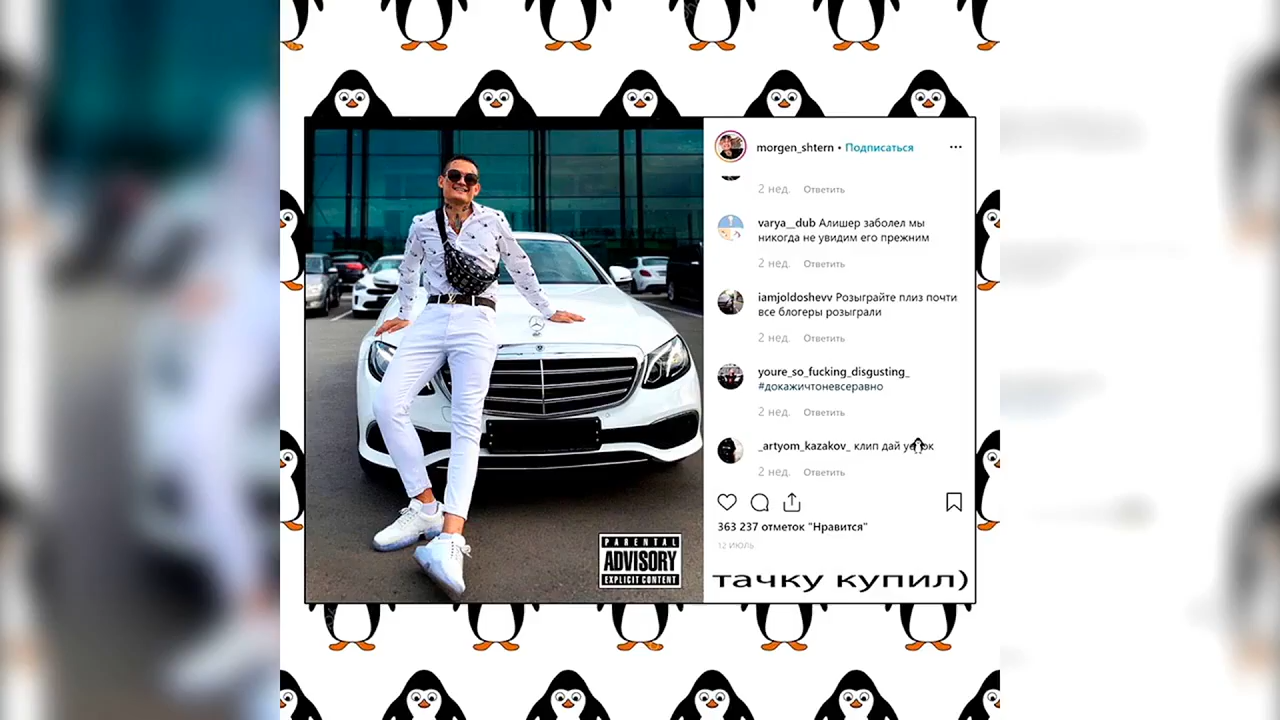 morgen_shtern • Подписаться
2 нед. Ответить
varya__dub Алишер заболел мы
никогда не увидим его прежним
2 нед. Ответить
iamjoldoshevv Розыграйте плиз почти
все блогеры розыграли
2 нед. Ответить
youre_so_fucking_disgusting_
#докажичтоневсеравно
2 нед. Ответить
_artyom_kazakov_ клип дай
2 нед. Ответить
363 237 отметок "Нравится"
12 ИЮЛЬ
тачку купил)
PARENTAL
ADVISORY
EXPLICIT CONTENT